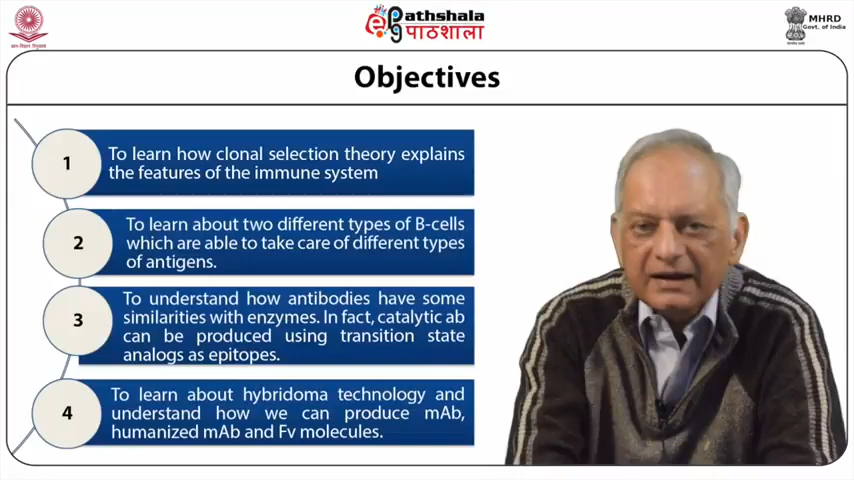 Pathshala
पाठशाला
MHRD
Govt. of India
Objectives
1
To learn how clonal selection theory explains
the features of the immune system
2
To learn about two different types of B-cells
which are able to take care of different types
of antigens.
3
To understand how antibodies have some
similarities with enzymes. In fact, catalytic ab
can be produced using transition state
analogs as epitopes.
4
To learn about hybridoma technology and
understand how we can produce mAb,
humanized mAb and Fv molecules.